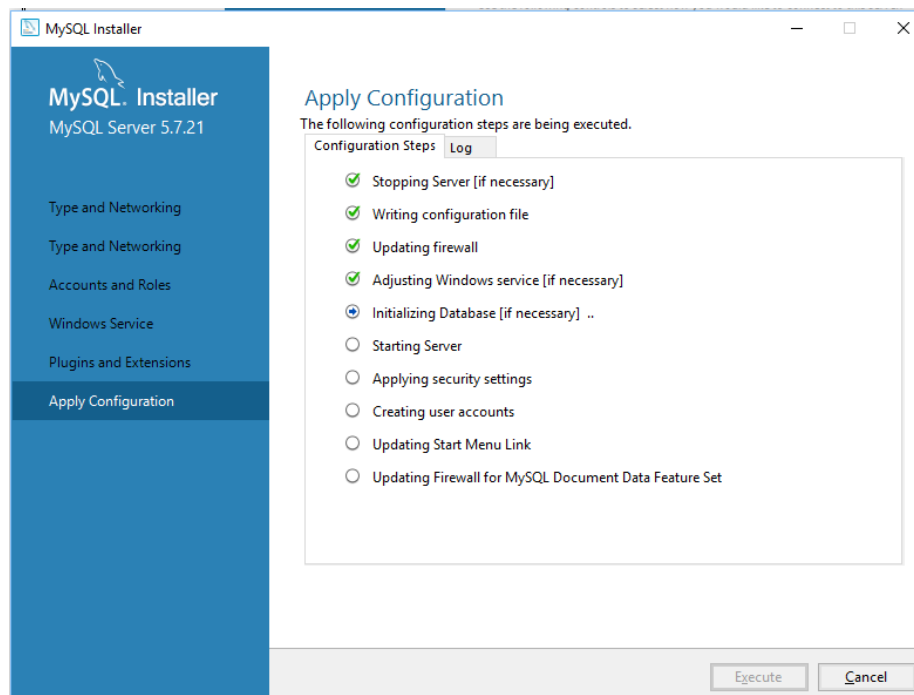 MySQL Installer
MySQL. Installer
MySQL Server 5.7.21
Type and Networking
Type and Networking
Accounts and Roles
Windows Service
Plugins and Extensions
Apply Configuration
Apply Configuration
The following configuration steps are being executed.
Configuration Steps Log
Stopping Server [if necessary]
Writing configuration file
Updating firewall
Adjusting Windows service [if necessary]
Initializing Database [if necessary] ..
Starting Server
Applying security settings
Creating user accounts
Updating Start Menu Link
Updating Firewall for MySQL Document Data Feature Set
Execute Cancel